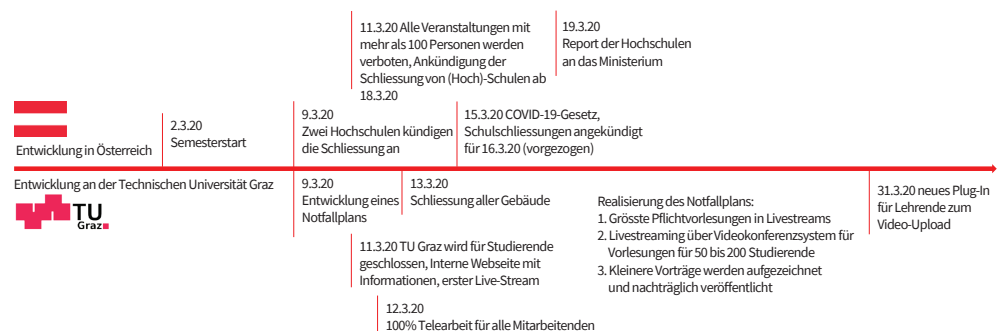 11.3.20 Alle Veranstaltungen mit
mehr als 100 Personen werden
verboten, Ankündigung der
Schliessung von (Hoch)-Schulen ab
18.3.20
19.3.20
Report der Hochschulen
an das Ministerium
Entwicklung in Österreich
2.3.20
Semesterstart
9.3.20
Zwei Hochschulen kündigen
die Schliessung an
15.3.20 COVID-19-Gesetz,
Schulschliessungen angekündigt
für 16.3.20 (vorgezogen)
Entwicklung an der Technischen Universität Graz
TU
Graz
9.3.20
Entwicklung eines
Notfallplans
13.3.20
Schliessung aller Gebäude
11.3.20 TU Graz wird für Studierende
geschlossen, Interne Webseite mit
Informationen, erster Live-Stream
12.3.20
100% Telearbeit für alle Mitarbeitenden
Realisierung des Notfallplans:
1. Grösste Pflichtvorlesungen in Livestreams
2. Livestreaming über Videokonferenzsystem für
Vorlesungen für 50 bis 200 Studierende
3. Kleinere Vorträge werden aufgezeichnet
und nachträglich veröffentlicht
31.3.20 neues Plug-In
für Lehrende zum
Video-Upload